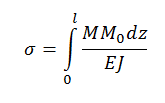 σ = ∫₀ˡ MM₀dz / EJ